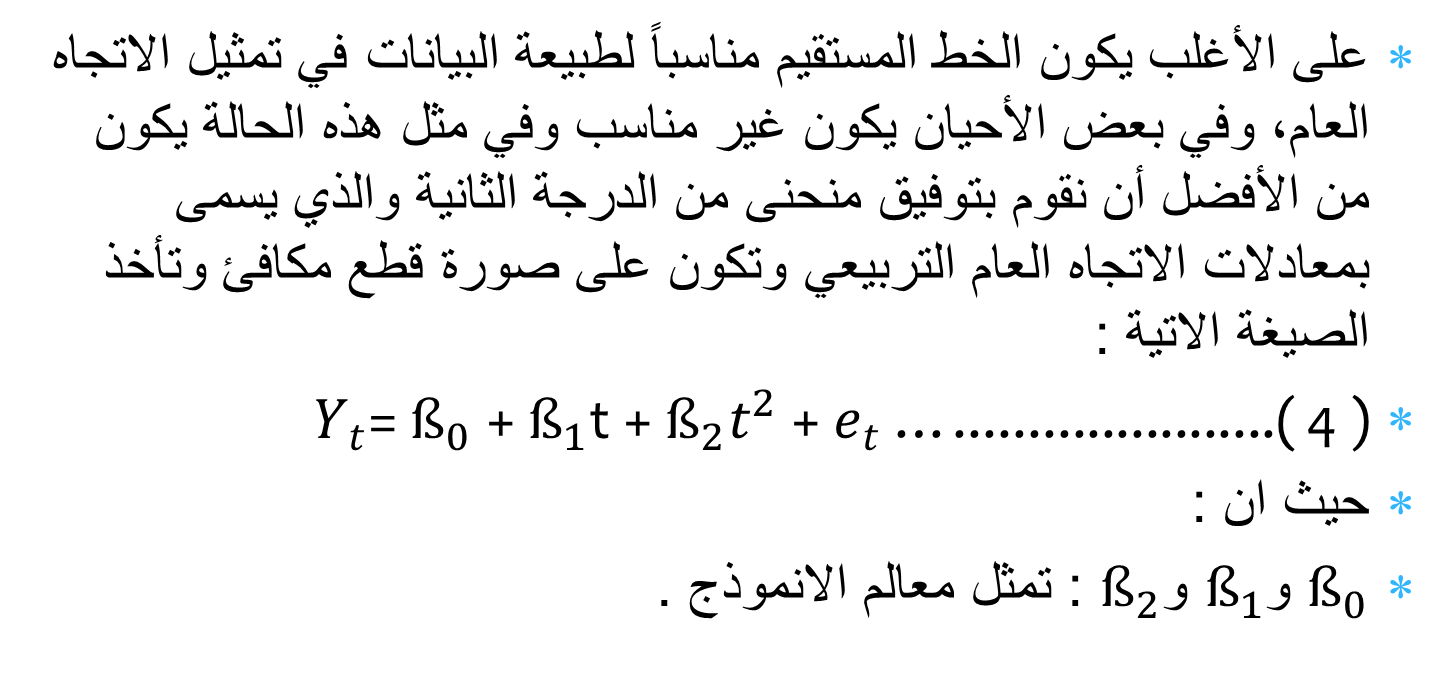 * على الأغلب يكون الخط المستقيم مناسباً لطبيعة البيانات في تمثيل الاتجاه
العام، وفي بعض الأحيان يكون غير مناسب وفي مثل هذه الحالة يكون
من الأفضل أن نقوم بتوفيق منحنى من الدرجة الثانية والذي يسمى
بمعادلات الاتجاه العام التربيعي وتكون على صورة قطع مكافئ وتأخذ
الصيغة الاتية :
* Y_t= ß_0 + ß_1t + ß_2t^2 + e_t ...........................( 4 )
* حيث ان :
* ß_0 و ß_1 و ß_2 : تمثل معالم الانموذج .